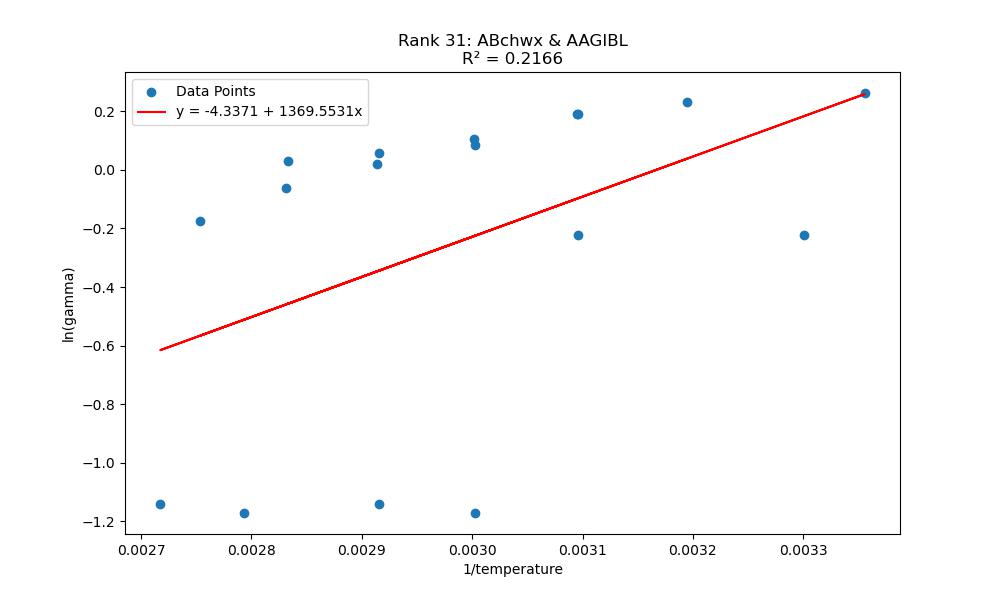 Rank 31: ABchwx & AAGIBL
R² = 0.2166
Data Points
y = -4.3371 + 1369.5531x
0.2
0.0
−0.2
−0.4
−0.6
−0.8
−1.0
−1.2
ln(gamma)
0.0027 0.0028 0.0029 0.0030 0.0031 0.0032 0.0033
1/temperature